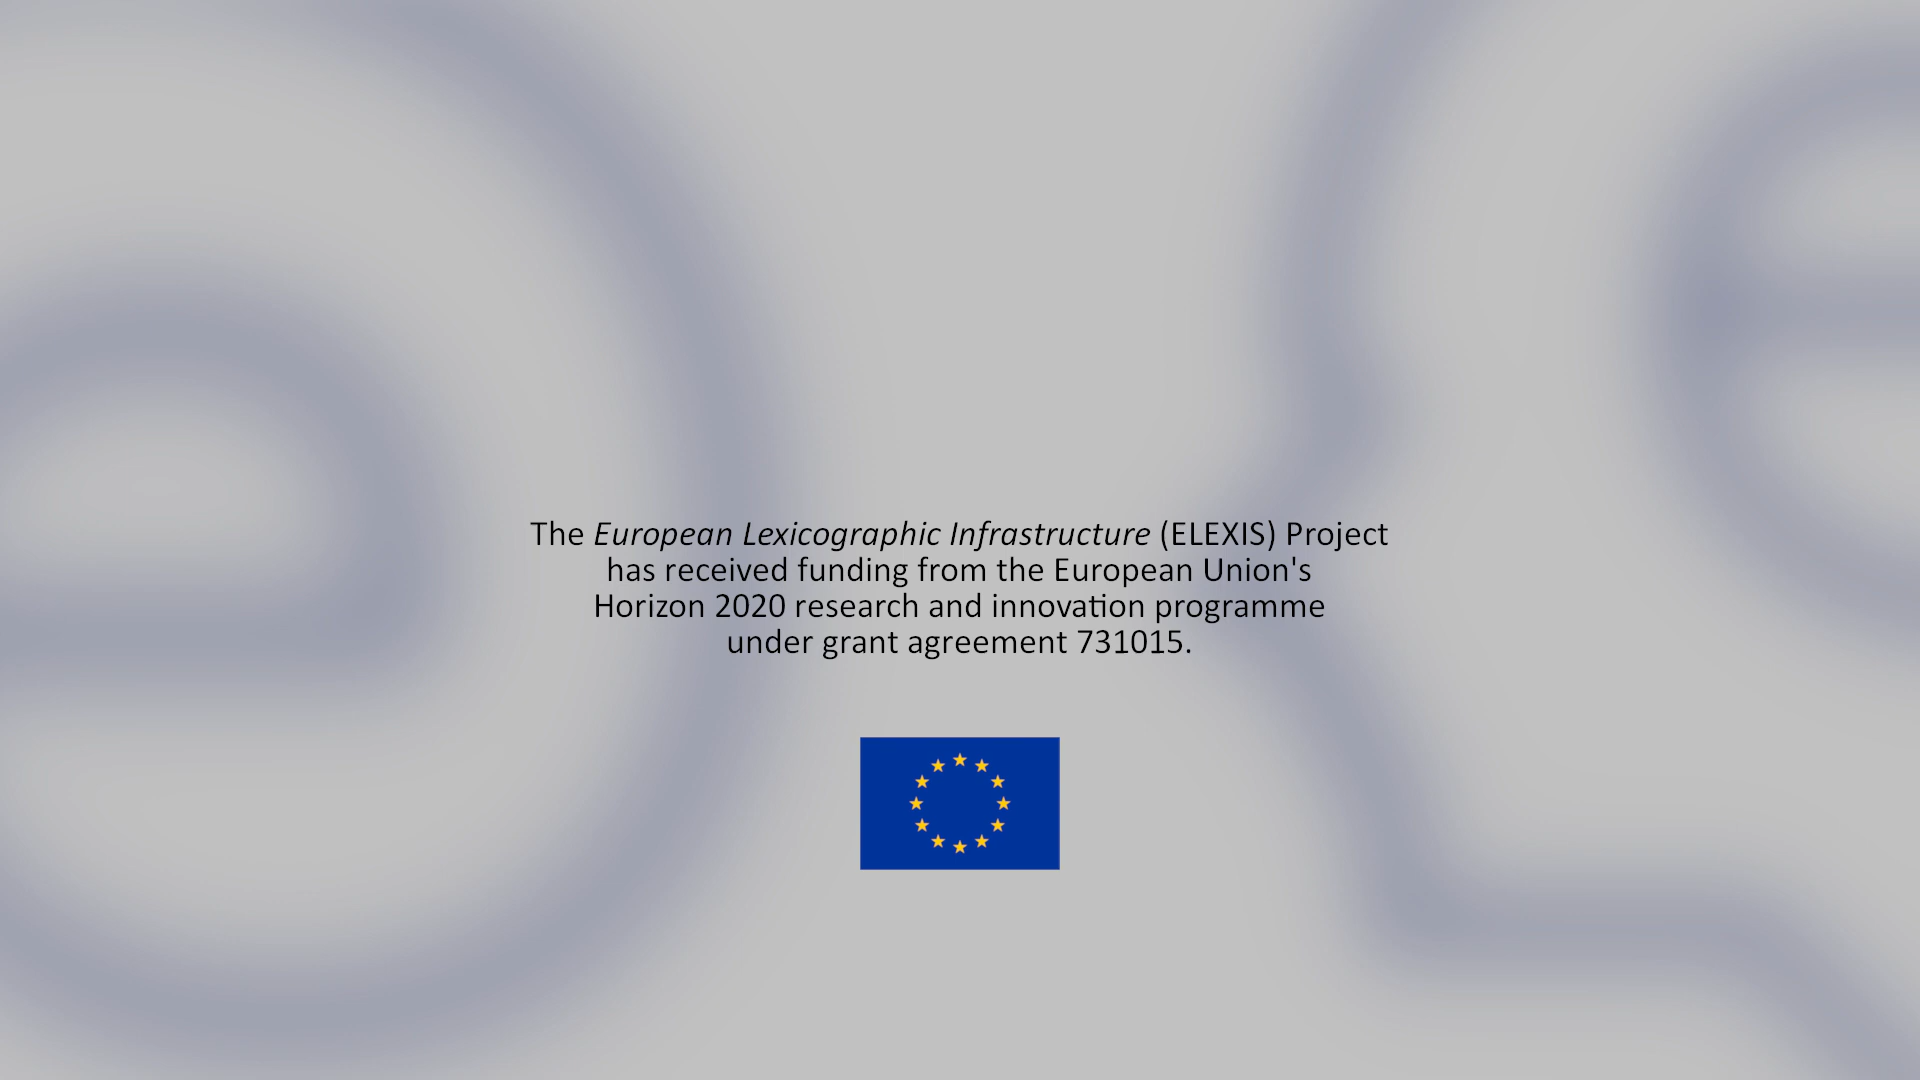 The European Lexicographic Infrastructure (ELEXIS) Project
has received funding from the European Union's
Horizon 2020 research and innovation programme
under grant agreement 731015.